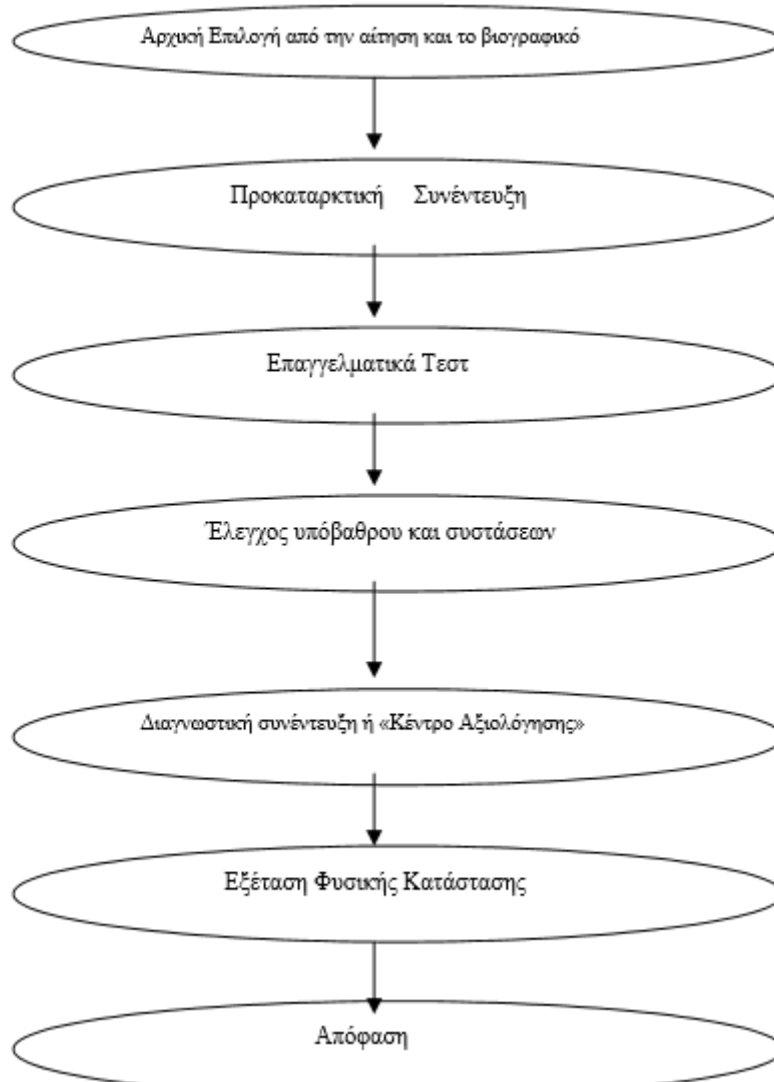 Αρχική Επιλογή από την αίτηση και το βιογραφικό
Προκαταρκτική Συνέντευξη
Επαγγελματικά Τεστ
Έλεγχος υπόβαθρου και συστάσεων
Διαγνωστική συνέντευξη ή «Κέντρο Αξιολόγησης»
Εξέταση Φυσικής Κατάστασης
Απόφαση